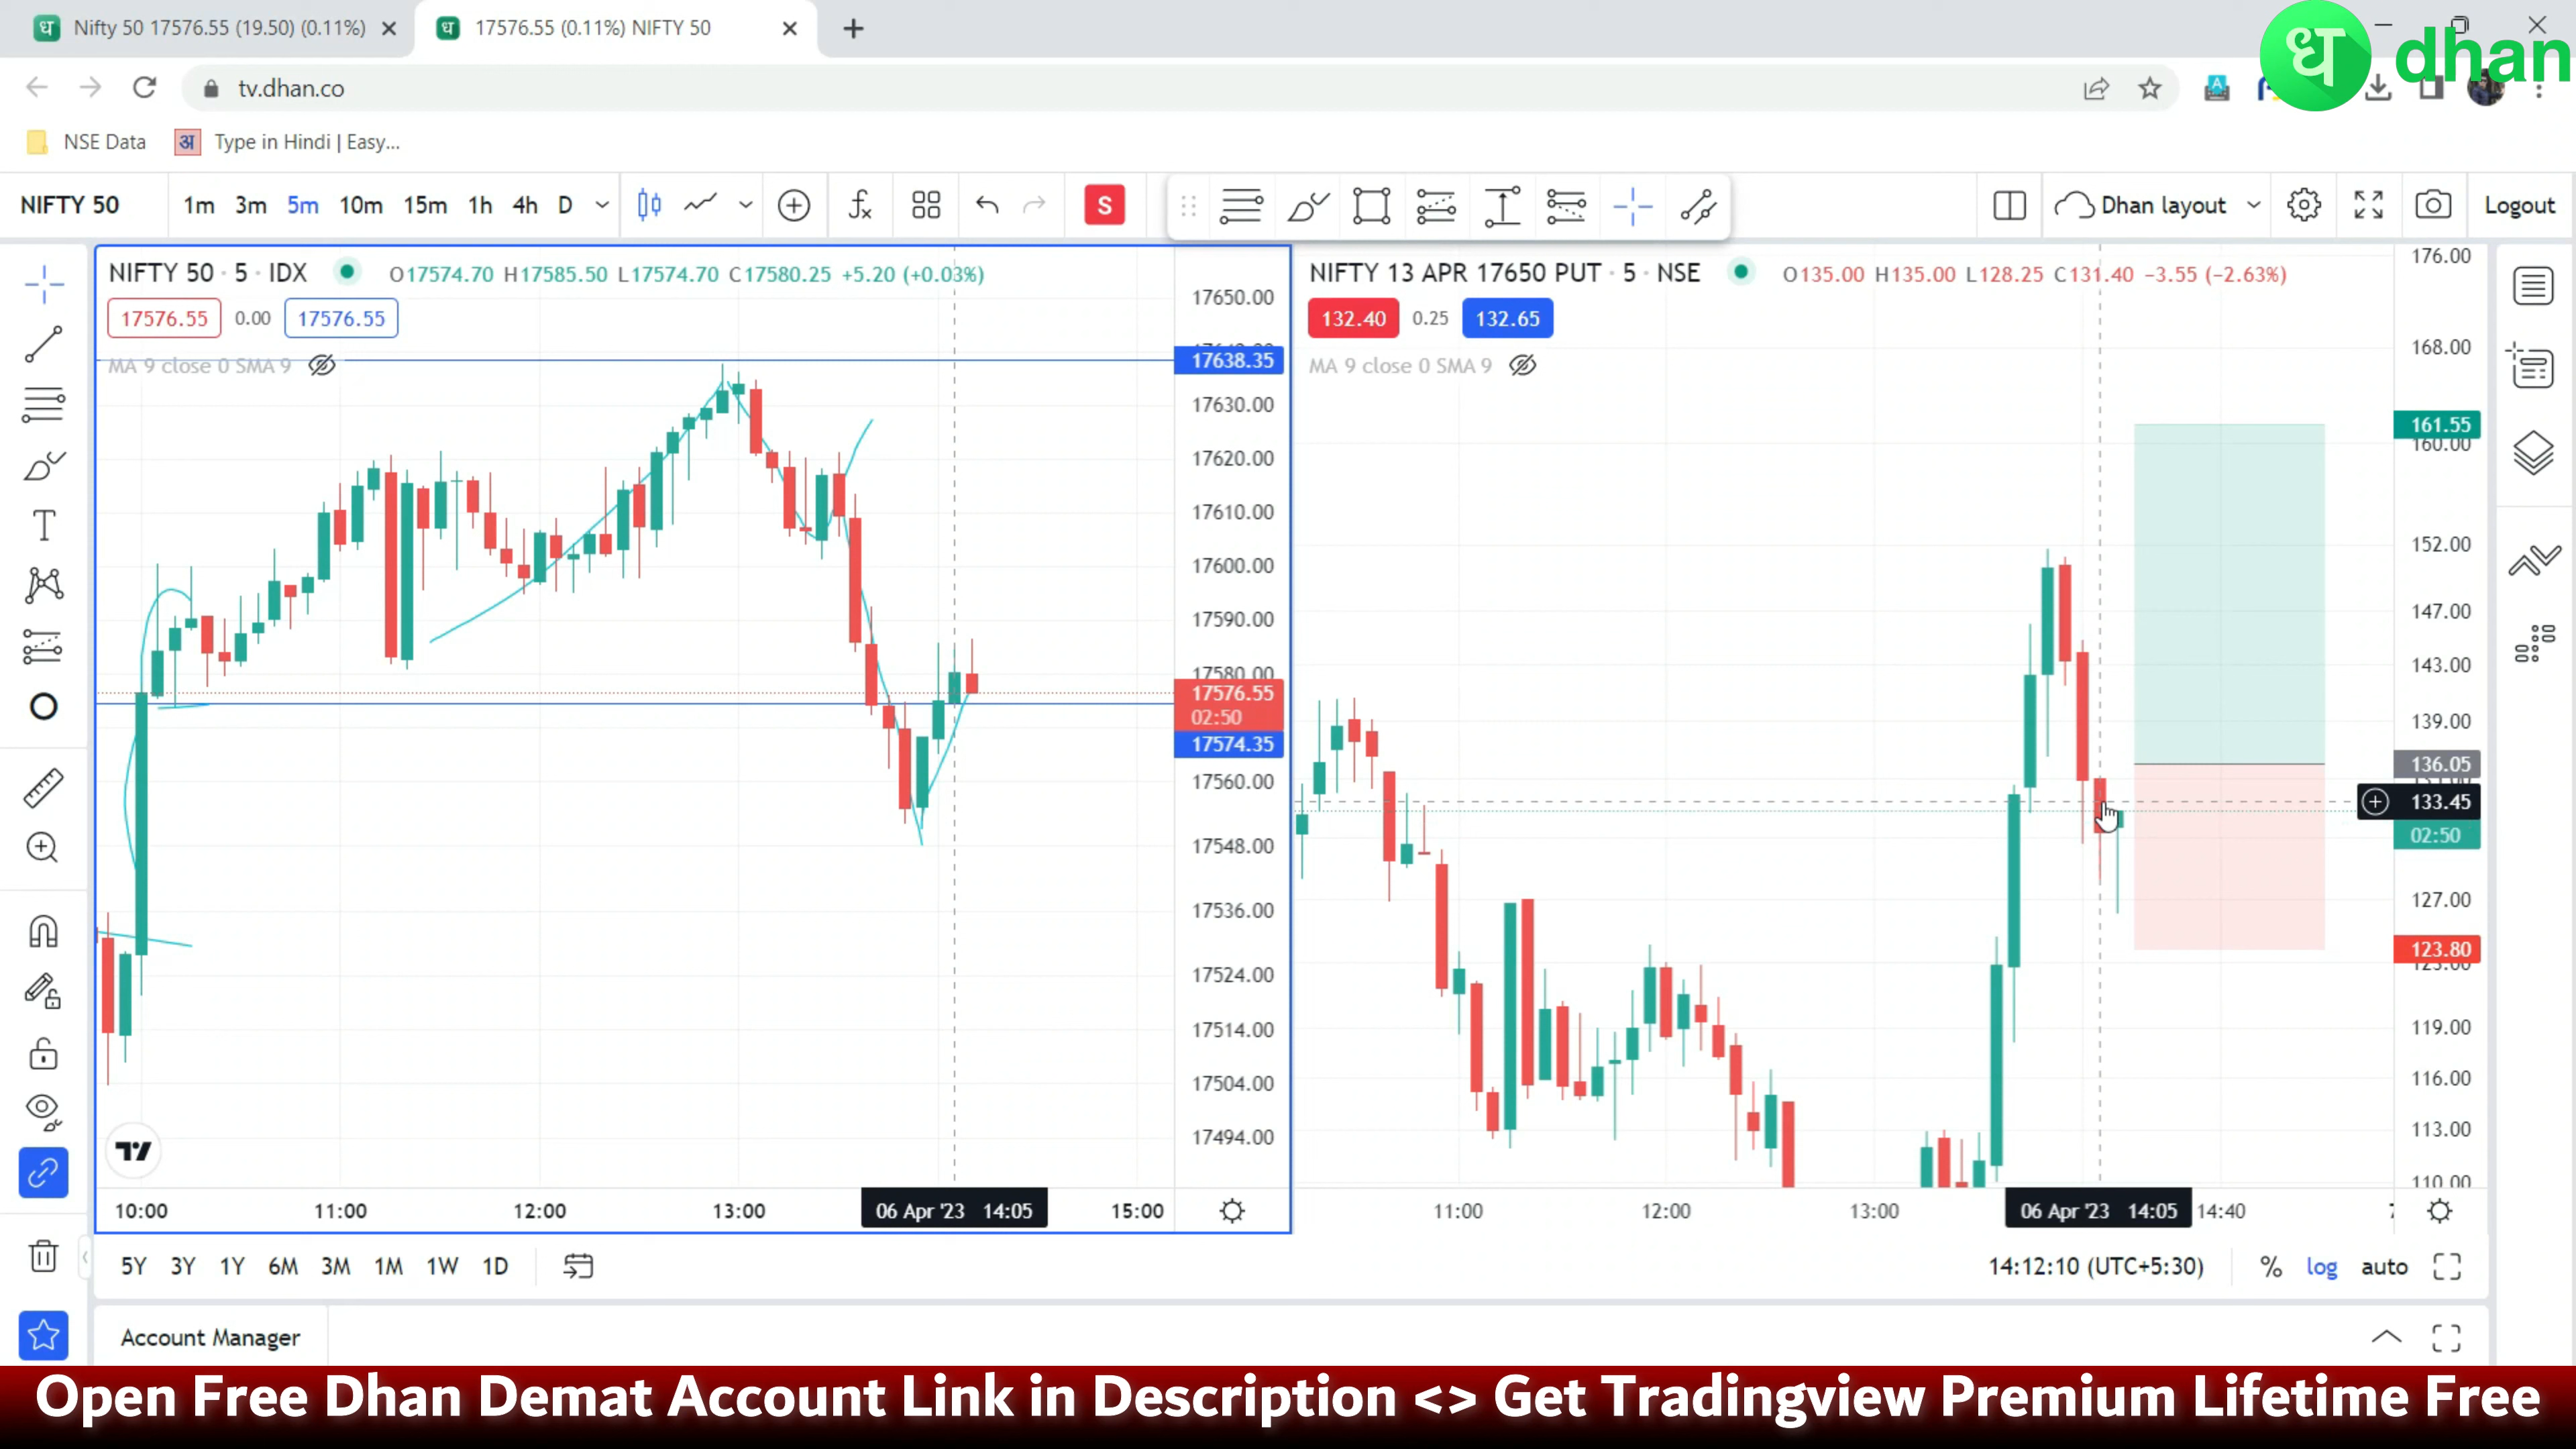 Nifty 50 17576.55 (19.50) (0.11%)
17576.55 (0.11%) NIFTY 50
dhan
tv.dhan.co
NSE Data
Type in Hindi | Easy...
NIFTY 50
1m 3m 5m 10m 15m 1h 4h D
S
Dhan layout
Logout
NIFTY 50 · 5 · IDX O17574.70 H17585.50 L17574.70 C17580.25 +5.20 (+0.03%)
17576.55 0.00 17576.55
MA 9 close 0 SMA 9
17650.00
17638.35
17630.00
17620.00
17610.00
17600.00
17590.00
17580.00
17576.55
02:50
17574.35
17560.00
17548.00
17536.00
17524.00
17514.00
17504.00
17494.00
10:00 11:00 12:00 13:00 06 Apr '23 14:05 15:00
NIFTY 13 APR 17650 PUT · 5 · NSE O135.00 H135.00 L128.25 C131.40 −3.55 (−2.63%)
132.40 0.25 132.65
MA 9 close 0 SMA 9
176.00
168.00
161.55
160.00
152.00
147.00
143.00
139.00
136.05
133.45
02:50
127.00
123.80
123.00
119.00
116.00
113.00
110.00
11:00 12:00 13:00 06 Apr '23 14:05 14:40
5Y 3Y 1Y 6M 3M 1M 1W 1D
14:12:10 (UTC+5:30) % log auto
Account Manager
Open Free Dhan Demat Account Link in Description <> Get Tradingview Premium Lifetime Free